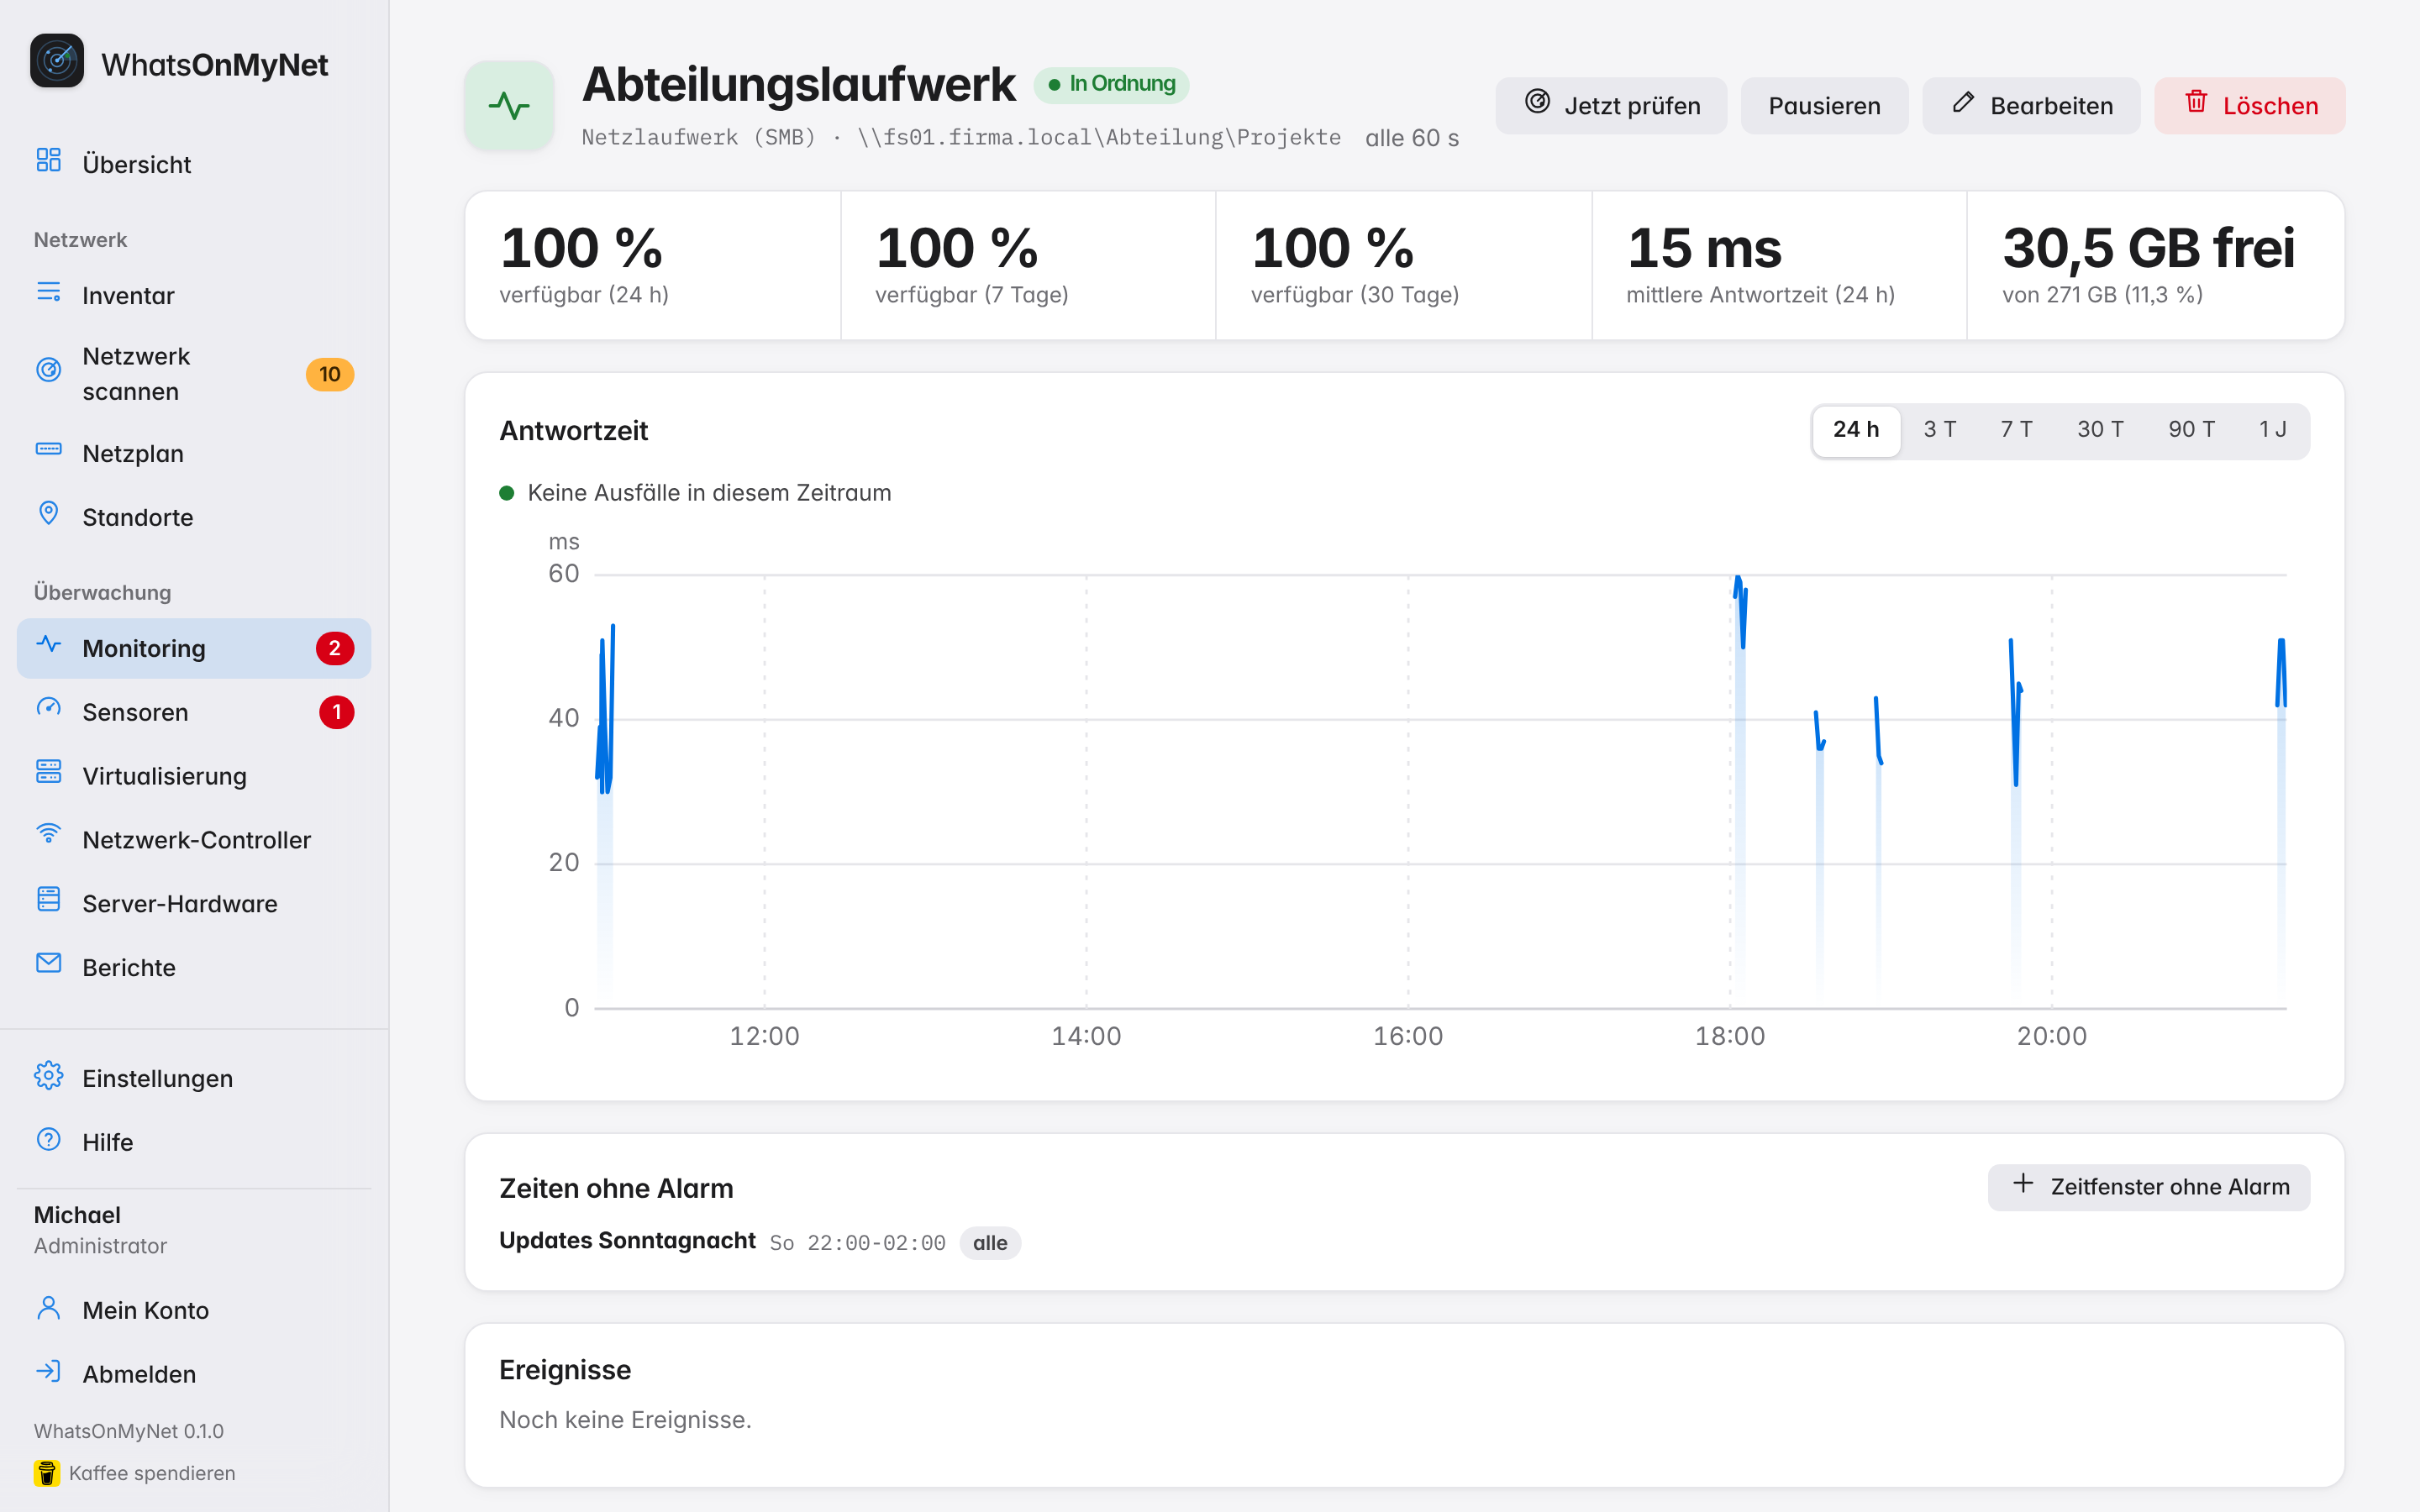 WhatsOnMyNet
Übersicht
Netzwerk
Inventar
Netzwerk
scannen
10
Netzplan
Standorte
Überwachung
Monitoring 2
Sensoren 1
Virtualisierung
Netzwerk-Controller
Server-Hardware
Berichte
Einstellungen
Hilfe
Michael
Administrator
Mein Konto
Abmelden
WhatsOnMyNet 0.1.0
Kaffee spendieren
Abteilungslaufwerk In Ordnung
Netzlaufwerk (SMB) · \\fs01.firma.local\Abteilung\Projekte alle 60 s
Jetzt prüfen Pausieren Bearbeiten Löschen
100 % 100 % 100 % 15 ms 30,5 GB frei
verfügbar (24 h) verfügbar (7 Tage) verfügbar (30 Tage) mittlere Antwortzeit (24 h) von 271 GB (11,3 %)
Antwortzeit 24 h 3 T 7 T 30 T 90 T 1 J
Keine Ausfälle in diesem Zeitraum
ms
60
40
20
0
12:00 14:00 16:00 18:00 20:00
Zeiten ohne Alarm Zeitfenster ohne Alarm
Updates Sonntagnacht So 22:00-02:00 alle
Ereignisse
Noch keine Ereignisse.